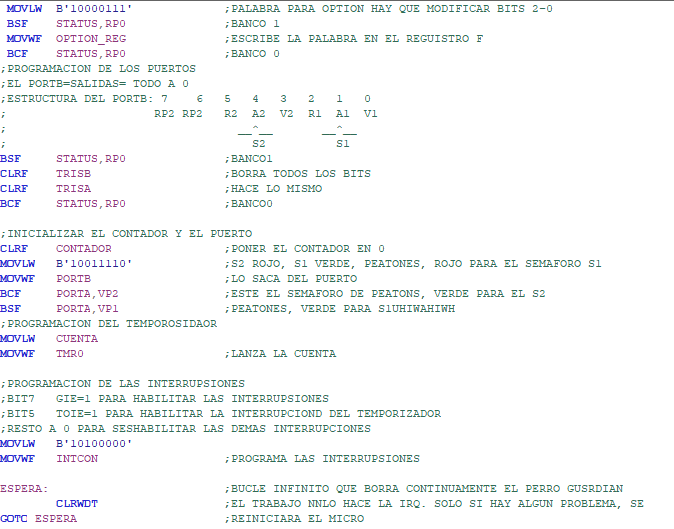 MOVLW B'10000111' ;PALABRA PARA OPTION HAY QUE MODIFICAR BITS 2-0
BSF STATUS,RP0 ;BANCO 1
MOVWF OPTION_REG ;ESCRIBE LA PALABRA EN EL REGUISTRO F
BCF STATUS,RP0 ;BANCO 0
;PROGRAMACION DE LOS PUERTOS
;EL PORTB=SALIDAS= TODO A 0
;ESTRUCTURA DEL PORTB: 7 6 5 4 3 2 1 0
; RP2 RP2 R2 A2 V2 R1 A1 V1
; __^__ __^__
; S2 S1
BSF STATUS,RP0 ;BANCO1
CLRF TRISB ;BORRA TODOS LOS BITS
CLRF TRISA ;HACE LO MISMO
BCF STATUS,RP0 ;BANCO0
;INICIALIZAR EL CONTADOR Y EL PUERTO
CLRF CONTADOR ;PONER EL CONTADOR EN 0
MOVLW B'10011110' ;S2 ROJO, S1 VERDE, PEATONES, ROJO PARA EL SEMAFORO S1
MOVWF PORTB ;LO SACA DEL PUERTO
BCF PORTA,VP2 ;ESTE EL SEMAFORO DE PEATONS, VERDE PARA EL S2
BSF PORTA,VP1 ;PEATONES, VERDE PARA S1UHIWAHIWH
;PROGRAMACION DEL TEMPOROSIDAOR
MOVLW CUENTA
MOVWF TMR0 ;LANZA LA CUENTA
;PROGRAMACION DE LAS INTERRUPSIONES
;BIT7 GIE=1 PARA HABILITAR LAS INTERRUPSIONES
;BIT5 TOIE=1 PARA HABILITAR LA INTERRUPCIOND DEL TEMPORIZADOR
;RESTO A 0 PARA SESHABILITAR LAS DEMAS INTERRUPCIONES
MOVLW B'10100000'
MOVWF INTCON ;PROGRAMA LAS INTERRUPSIONES
ESPERA: ;BUCLE INFINITO QUE BORRA CONTINUAMENTE EL PERRO GUSRDIAN
CLRWDT ;EL TRABAJO NNLO HACE LA IRQ. SOLO SI HAY ALGUN PROBLEMA, SE
GOTO ESPERA ;REINICIARA EL MICRO